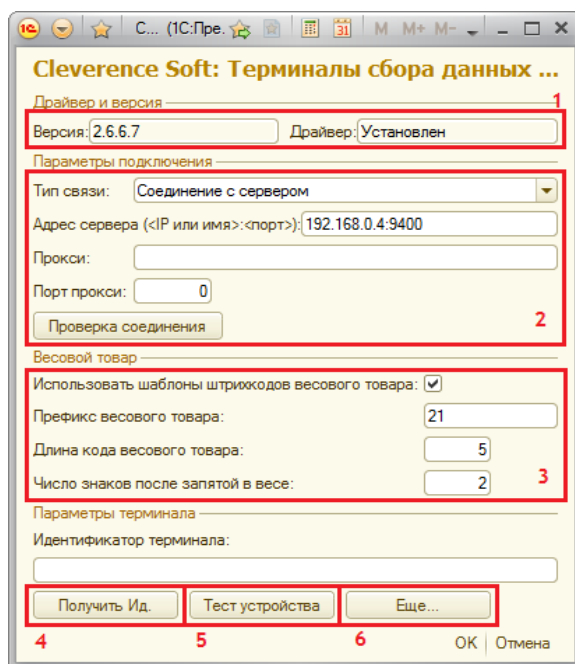 1С С... (1С:Пре. 31 M M+ M-
Cleverence Soft: Терминалы сбора данных ...
Драйвер и версия
1
Версия: 2.6.6.7 Драйвер: Установлен
Параметры подключения
Тип связи: Соединение с сервером
Адрес сервера (<IP или имя>:<порт>): 192.168.0.4:9400
Прокси:
Порт прокси: 0
Проверка соединения 2
Весовой товар
Использовать шаблоны штрихкодов весового товара:
Префикс весового товара: 21
Длина кода весового товара: 5
Число знаков после запятой в весе: 2 3
Параметры терминала
Идентификатор терминала:
Получить Ид. Тест устройства Еще...
4 5 6 OK Отмена